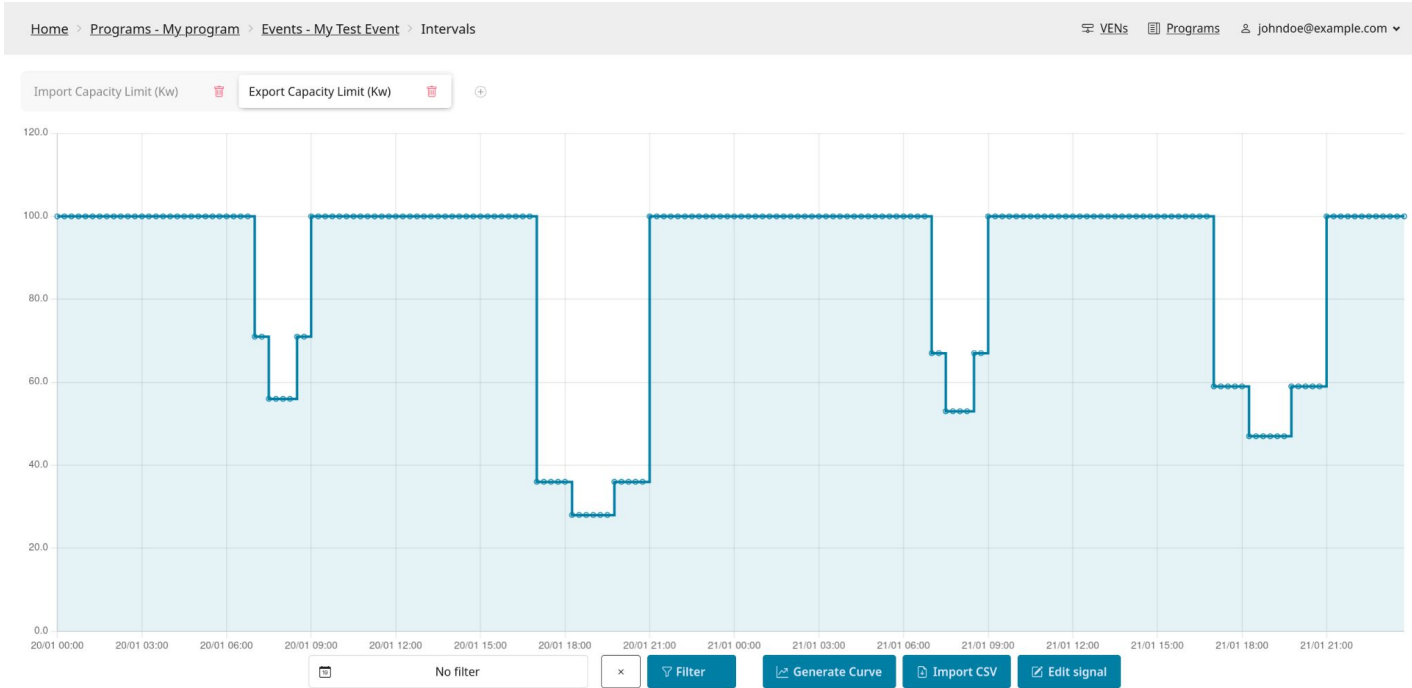 Home > Programs - My program > Events - My Test Event > Intervals
VENs Programs johndoe@example.com
Import Capacity Limit (Kw) Export Capacity Limit (Kw)
120.0
100.0
80.0
60.0
40.0
20.0
0.0
20/01 00:00 20/01 03:00 20/01 06:00 20/01 09:00 20/01 12:00 20/01 15:00 20/01 18:00 20/01 21:00 21/01 00:00 21/01 03:00 21/01 06:00 21/01 09:00 21/01 12:00 21/01 15:00 21/01 18:00 21/01 21:00
No filter × Filter Generate Curve Import CSV Edit signal